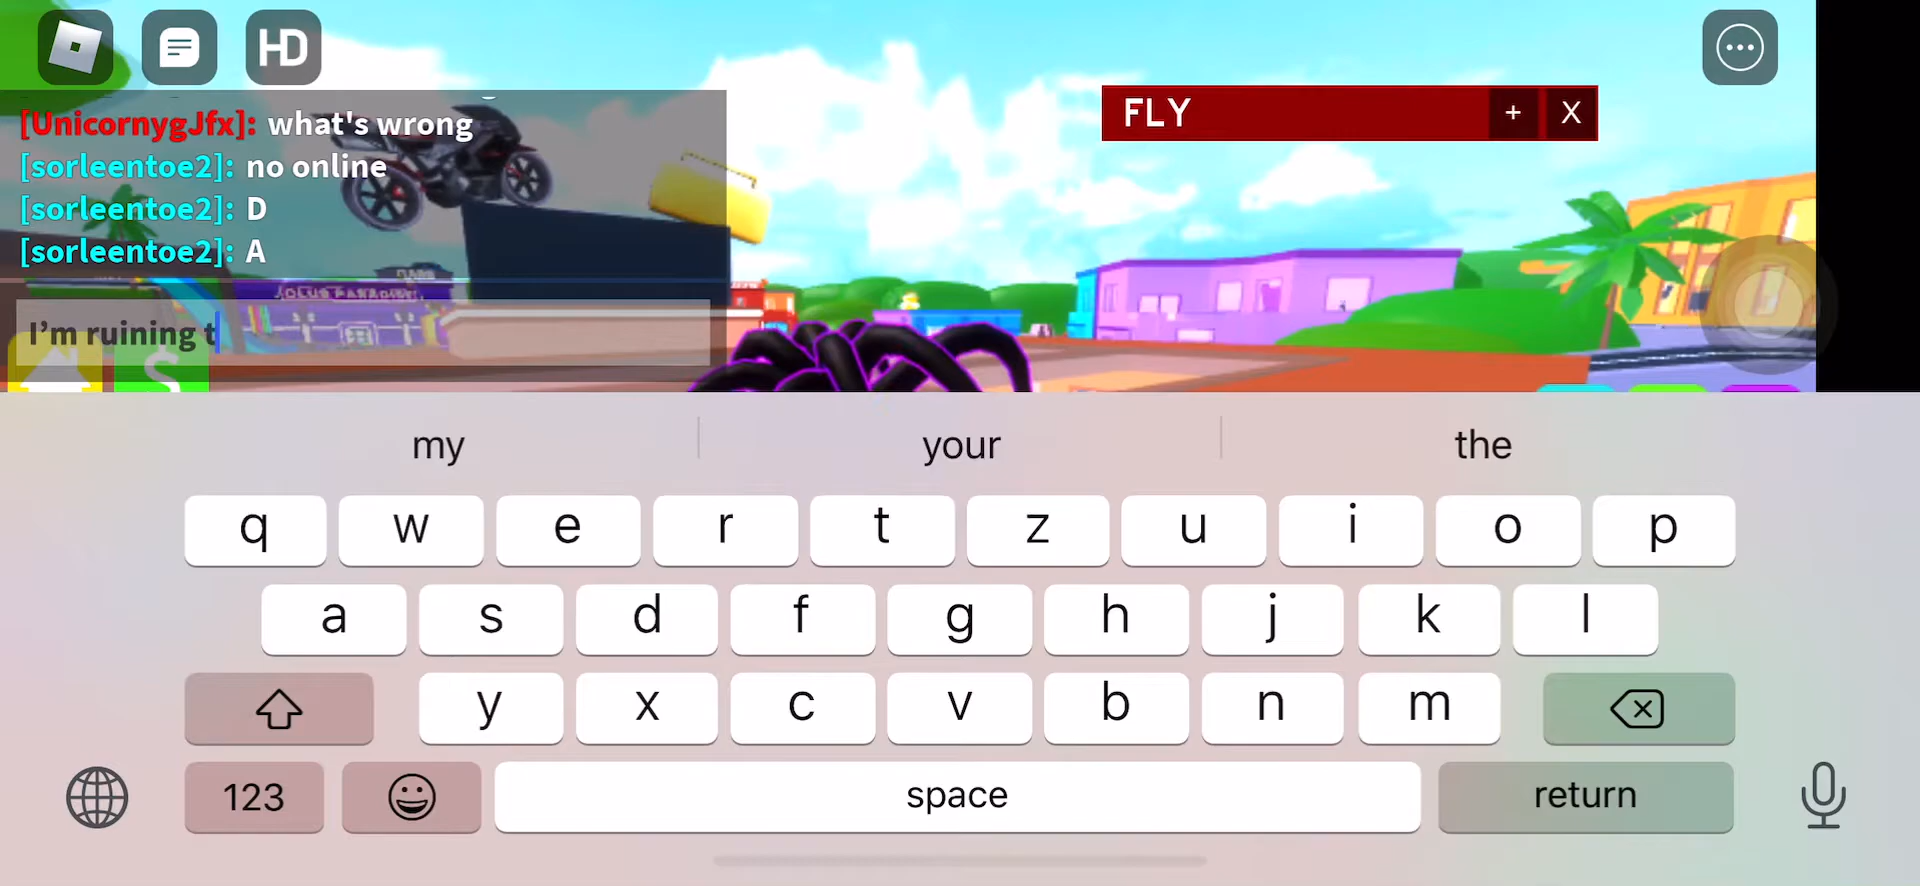 HD
[UnicornygJfx]: what's wrong
[sorleentoe2]: no online
[sorleentoe2]: D
[sorleentoe2]: A
I’m ruining t
FLY + X
$
my your the
q w e r t z u i o p
a s d f g h j k l
y x c v b n m
123 space return